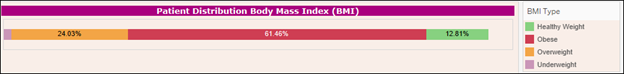 Patient Distribution Body Mass Index (BMI)
24.03% 61.46% 12.81%
BMI Type
Healthy Weight
Obese
Overweight
Underweight